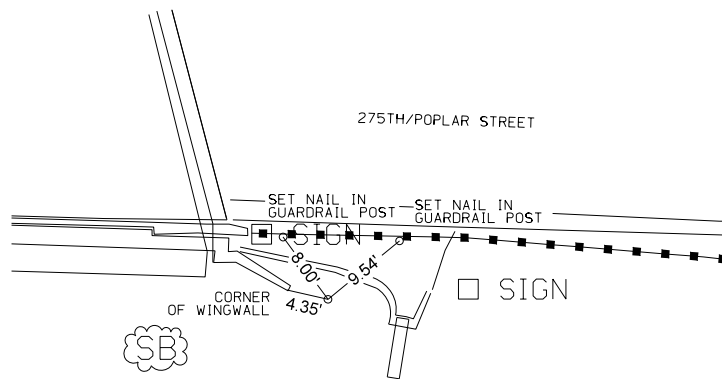 275TH/POPLAR STREET
SET NAIL IN
GUARDRAIL POST
SET NAIL IN
GUARDRAIL POST
SIGN
8.00'
9.54'
4.35'
CORNER
OF WINGWALL
SIGN
SB